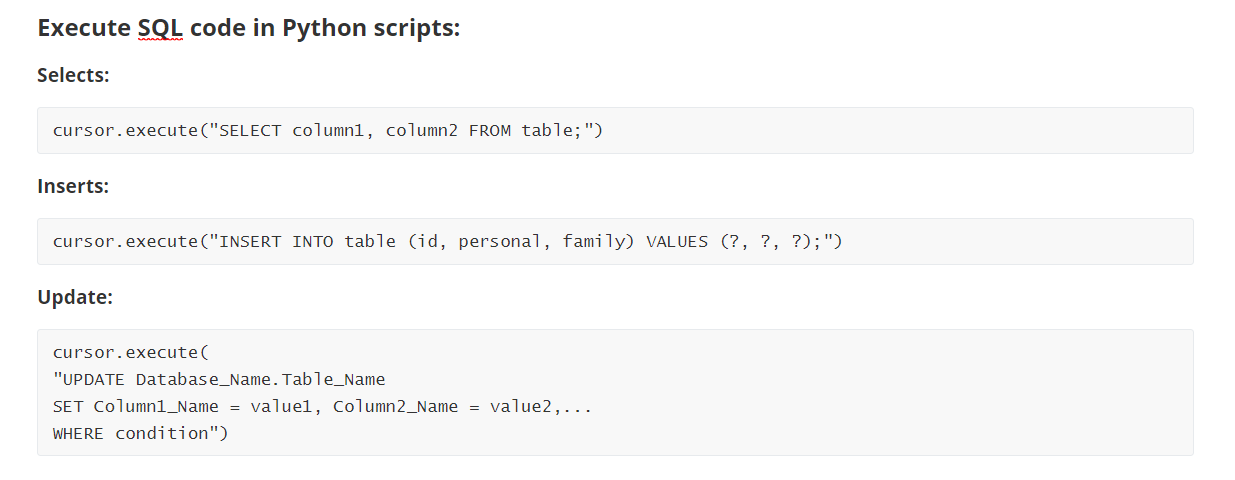 Execute SQL code in Python scripts:
Selects:
cursor.execute("SELECT column1, column2 FROM table;")
Inserts:
cursor.execute("INSERT INTO table (id, personal, family) VALUES (?, ?, ?);")
Update:
cursor.execute(
"UPDATE Database_Name.Table_Name
SET Column1_Name = value1, Column2_Name = value2,...
WHERE condition")